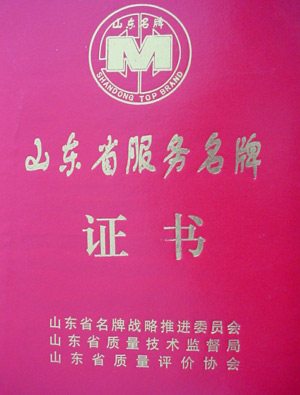 山东名牌
SHANDONG TOP BRAND
山东省服务名牌
证书
山东省名牌战略推进委员会
山东省质量技术监督局
山东省质量评价协会